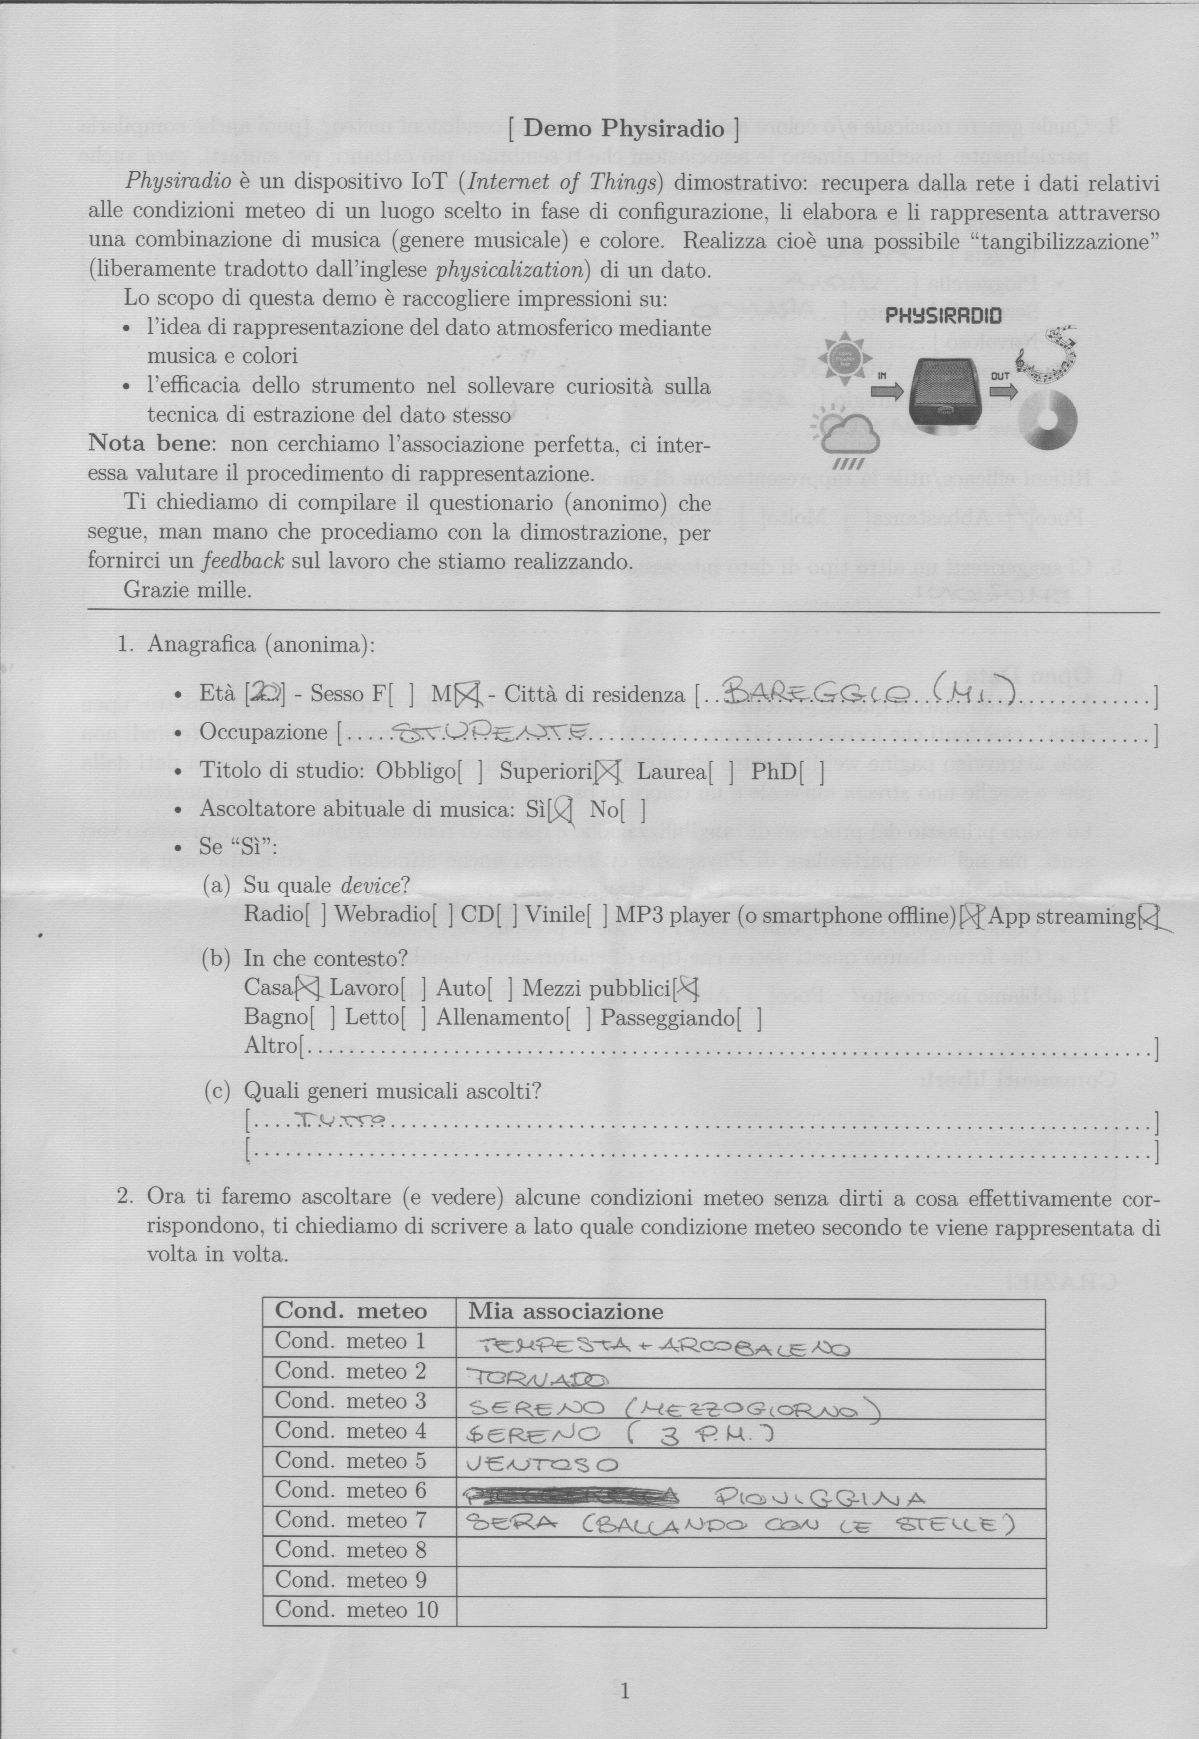 [ Demo Physiradio ]
Physiradio è un dispositivo IoT (Internet of Things) dimostrativo: recupera dalla rete i dati relativi
alle condizioni meteo di un luogo scelto in fase di configurazione, li elabora e li rappresenta attraverso
una combinazione di musica (genere musicale) e colore. Realizza cioè una possibile “tangibilizzazione”
(liberamente tradotto dall'inglese physicalization) di un dato.
Lo scopo di questa demo è raccogliere impressioni su:
• l'idea di rappresentazione del dato atmosferico mediante
musica e colori
• l'efficacia dello strumento nel sollevare curiosità sulla
tecnica di estrazione del dato stesso
Nota bene: non cerchiamo l'associazione perfetta, ci inter-
essa valutare il procedimento di rappresentazione.
Ti chiediamo di compilare il questionario (anonimo) che
segue, man mano che procediamo con la dimostrazione, per
fornirci un feedback sul lavoro che stiamo realizzando.
Grazie mille.
PHYSIRADIO
IN
OUT
1. Anagrafica (anonima):
• Età [20] - Sesso F[ ] M[X] - Città di residenza [..BAREGGIO (MI)..............]
• Occupazione [.....STUDENTE...........................................]
• Titolo di studio: Obbligo[ ] Superiori[X] Laurea[ ] PhD[ ]
• Ascoltatore abituale di musica: Sì[X] No[ ]
• Se “Sì”:
(a) Su quale device?
Radio[ ] Webradio[ ] CD[ ] Vinile[ ] MP3 player (o smartphone offline)[X] App streaming[X]
(b) In che contesto?
Casa[X] Lavoro[ ] Auto[ ] Mezzi pubblici[X]
Bagno[ ] Letto[ ] Allenamento[ ] Passeggiando[ ]
Altro[................................................................................]
(c) Quali generi musicali ascolti?
[.....TUTTO.........................................................................]
[.....................................................................................]
2. Ora ti faremo ascoltare (e vedere) alcune condizioni meteo senza dirti a cosa effettivamente cor-
rispondono, ti chiediamo di scrivere a lato quale condizione meteo secondo te viene rappresentata di
volta in volta.
Cond. meteo Mia associazione
Cond. meteo 1 TEMPESTA + ARCOBALENO
Cond. meteo 2 TORNADO
Cond. meteo 3 SERENO (MEZZOGIORNO)
Cond. meteo 4 SERENO ( 3 P.M.)
Cond. meteo 5 VENTOSO
Cond. meteo 6 PIOVIGGINA
Cond. meteo 7 SERA (BALLANDO CON LE STELLE)
Cond. meteo 8
Cond. meteo 9
Cond. meteo 10
1